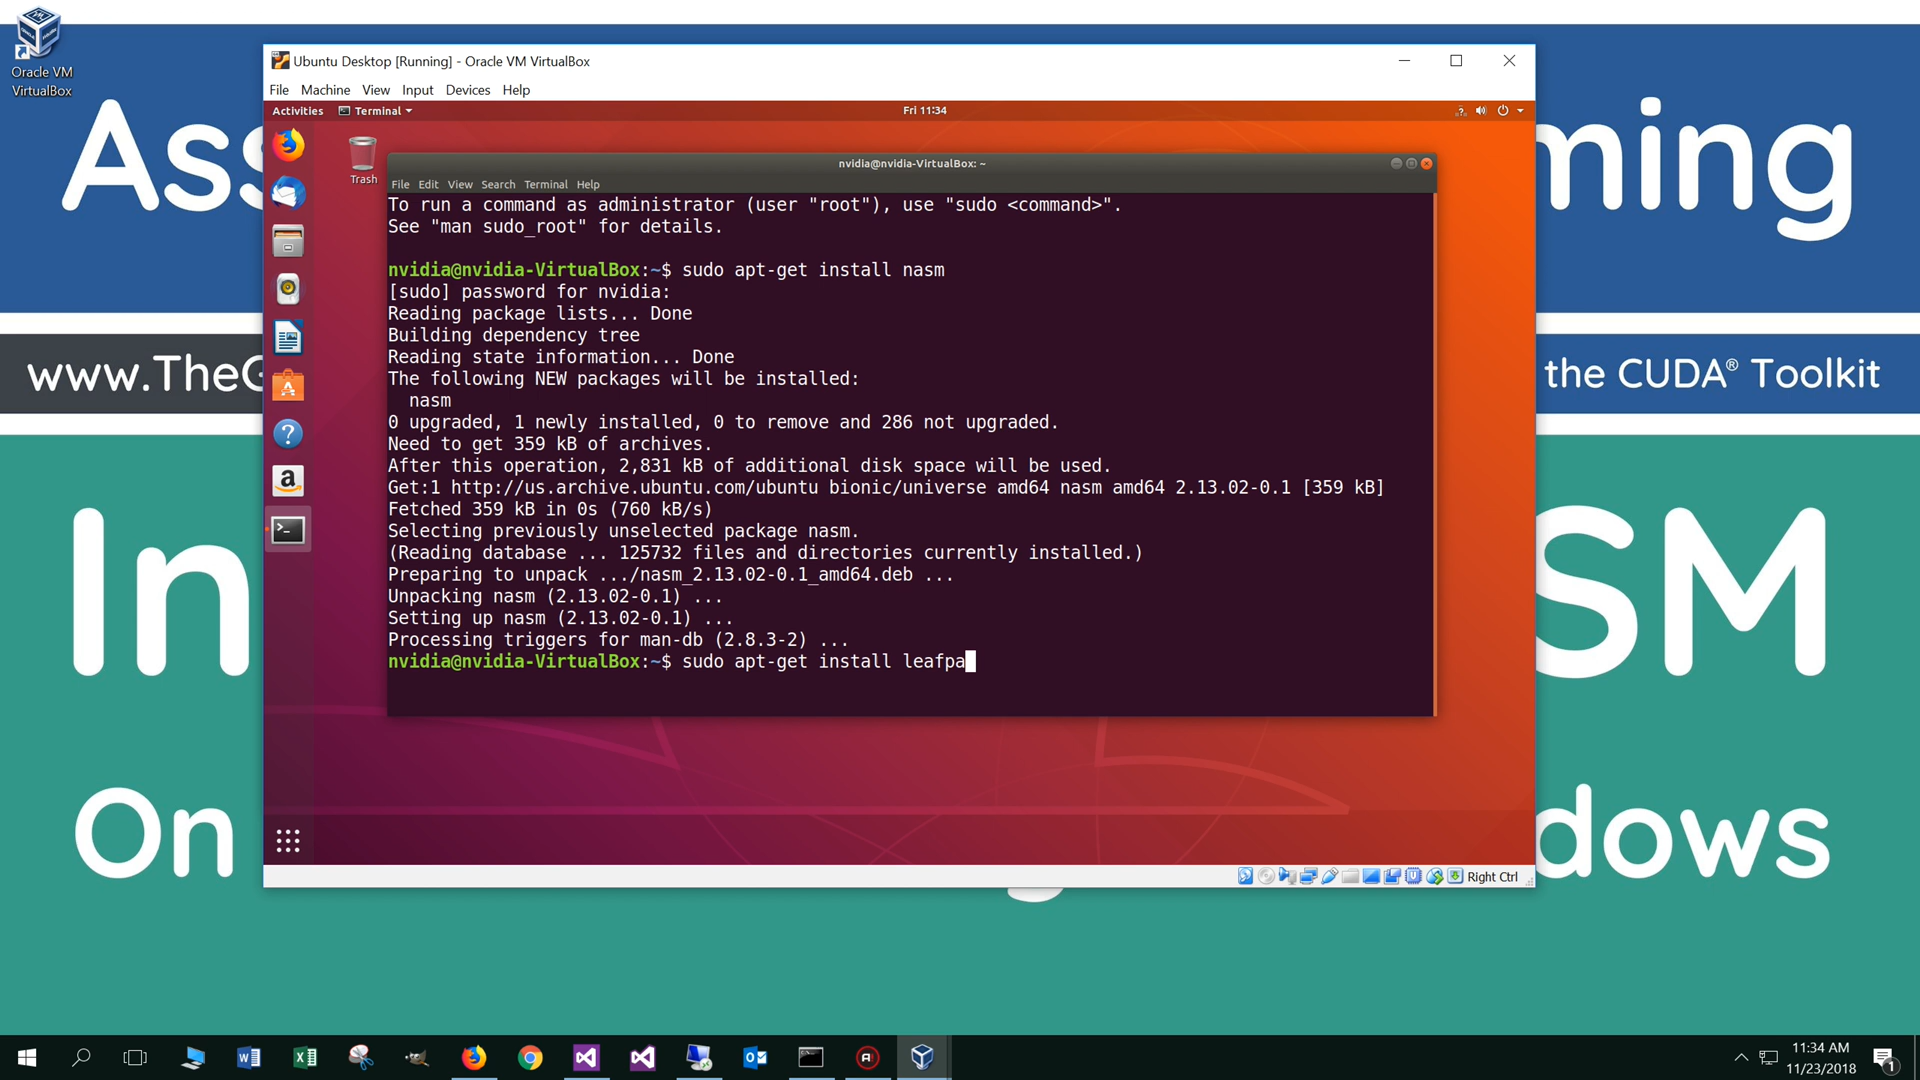 Oracle VM
VirtualBox
Ass
ming
www.TheG
the CUDA® Toolkit
In
SM
On
dows
Ubuntu Desktop [Running] - Oracle VM VirtualBox
File Machine View Input Devices Help
Activities Terminal Fri 11:34
Trash
nvidia@nvidia-VirtualBox: ~
File Edit View Search Terminal Help
To run a command as administrator (user "root"), use "sudo <command>".
See "man sudo_root" for details.
nvidia@nvidia-VirtualBox:~$ sudo apt-get install nasm
[sudo] password for nvidia:
Reading package lists... Done
Building dependency tree
Reading state information... Done
The following NEW packages will be installed:
nasm
0 upgraded, 1 newly installed, 0 to remove and 286 not upgraded.
Need to get 359 kB of archives.
After this operation, 2,831 kB of additional disk space will be used.
Get:1 http://us.archive.ubuntu.com/ubuntu bionic/universe amd64 nasm amd64 2.13.02-0.1 [359 kB]
Fetched 359 kB in 0s (760 kB/s)
Selecting previously unselected package nasm.
(Reading database ... 125732 files and directories currently installed.)
Preparing to unpack .../nasm_2.13.02-0.1_amd64.deb ...
Unpacking nasm (2.13.02-0.1) ...
Setting up nasm (2.13.02-0.1) ...
Processing triggers for man-db (2.8.3-2) ...
nvidia@nvidia-VirtualBox:~$ sudo apt-get install leafpa
Right Ctrl
11:34 AM
11/23/2018
1